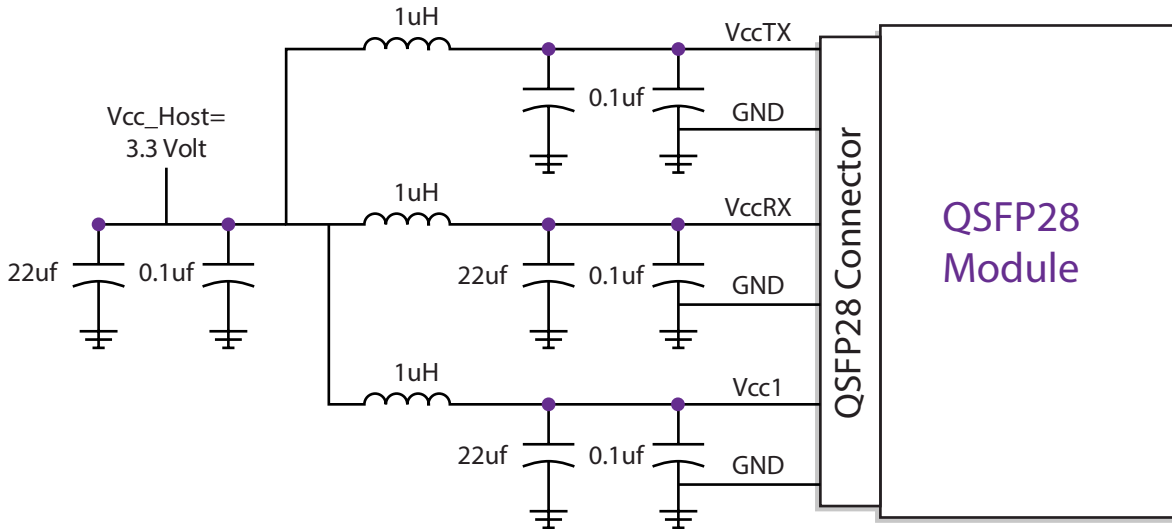 1uH
VccTX
0.1uf
GND
Vcc_Host=
3.3 Volt
1uH
VccRX
22uf
0.1uf
22uf
0.1uf
GND
1uH
Vcc1
22uf
0.1uf
GND
QSFP28 Connector
QSFP28
Module